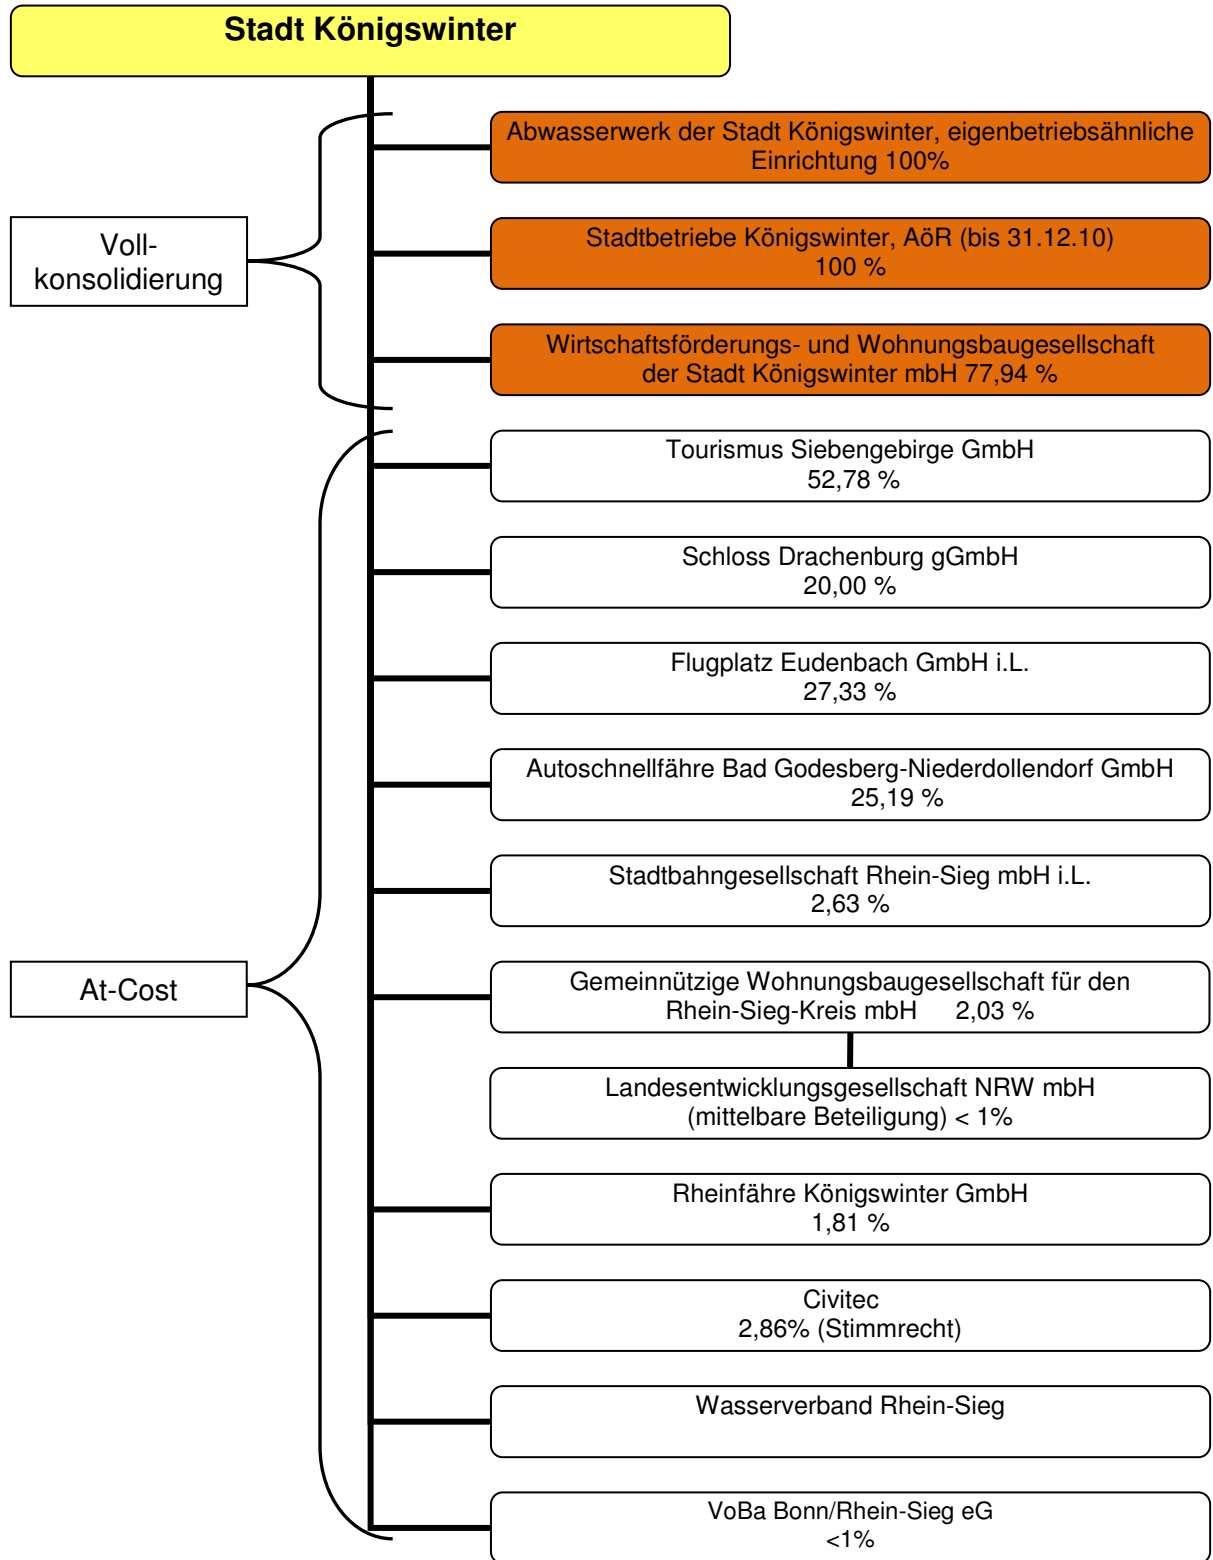 Stadt Königswinter
Abwasserwerk der Stadt Königswinter, eigenbetriebsähnliche
Einrichtung 100%
Voll-
konsolidierung
Stadtbetriebe Königswinter, AöR (bis 31.12.10)
100 %
Wirtschaftsförderungs- und Wohnungsbaugesellschaft
der Stadt Königswinter mbH 77,94 %
Tourismus Siebengebirge GmbH
52,78 %
Schloss Drachenburg gGmbH
20,00 %
Flugplatz Eudenbach GmbH i.L.
27,33 %
Autoschnellfähre Bad Godesberg-Niederdollendorf GmbH
25,19 %
Stadtbahngesellschaft Rhein-Sieg mbH i.L.
2,63 %
At-Cost
Gemeinnützige Wohnungsbaugesellschaft für den
Rhein-Sieg-Kreis mbH 2,03 %
Landesentwicklungsgesellschaft NRW mbH
(mittelbare Beteiligung) < 1%
Rheinfähre Königswinter GmbH
1,81 %
Civitec
2,86% (Stimmrecht)
Wasserverband Rhein-Sieg
VoBa Bonn/Rhein-Sieg eG
<1%